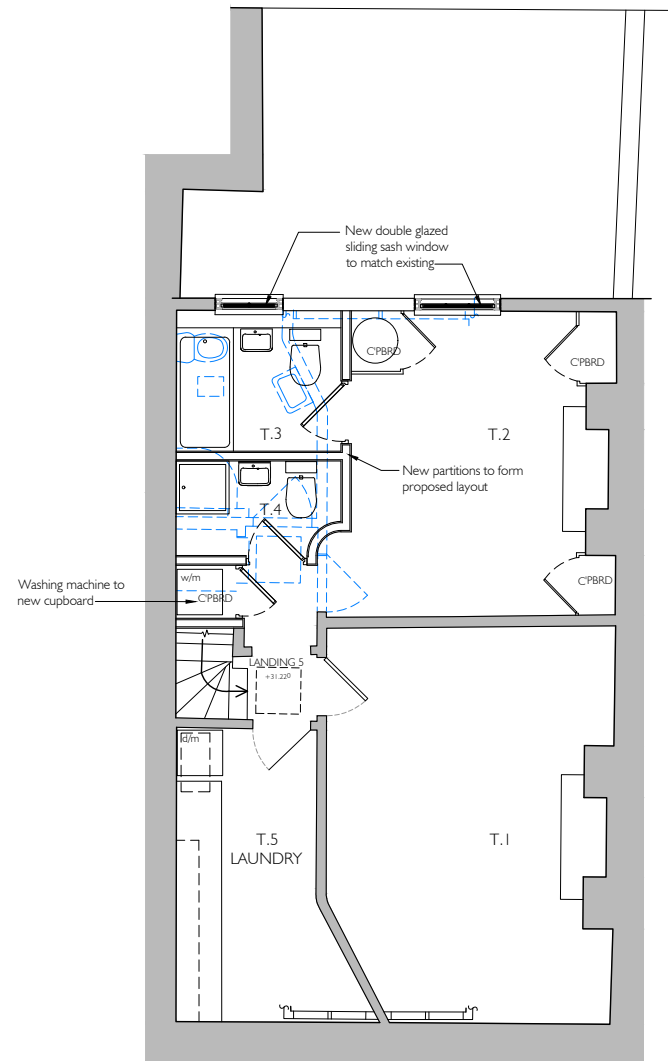 New double glazed
sliding sash window
to match existing
C'PBRD
C'PBRD
T.3
T.2
New partitions to form
proposed layout
T.4
w/m
C'PBRD
C'PBRD
Washing machine to
new cupboard
LANDING 5
+31.220
d/m
T.5
LAUNDRY
T.1